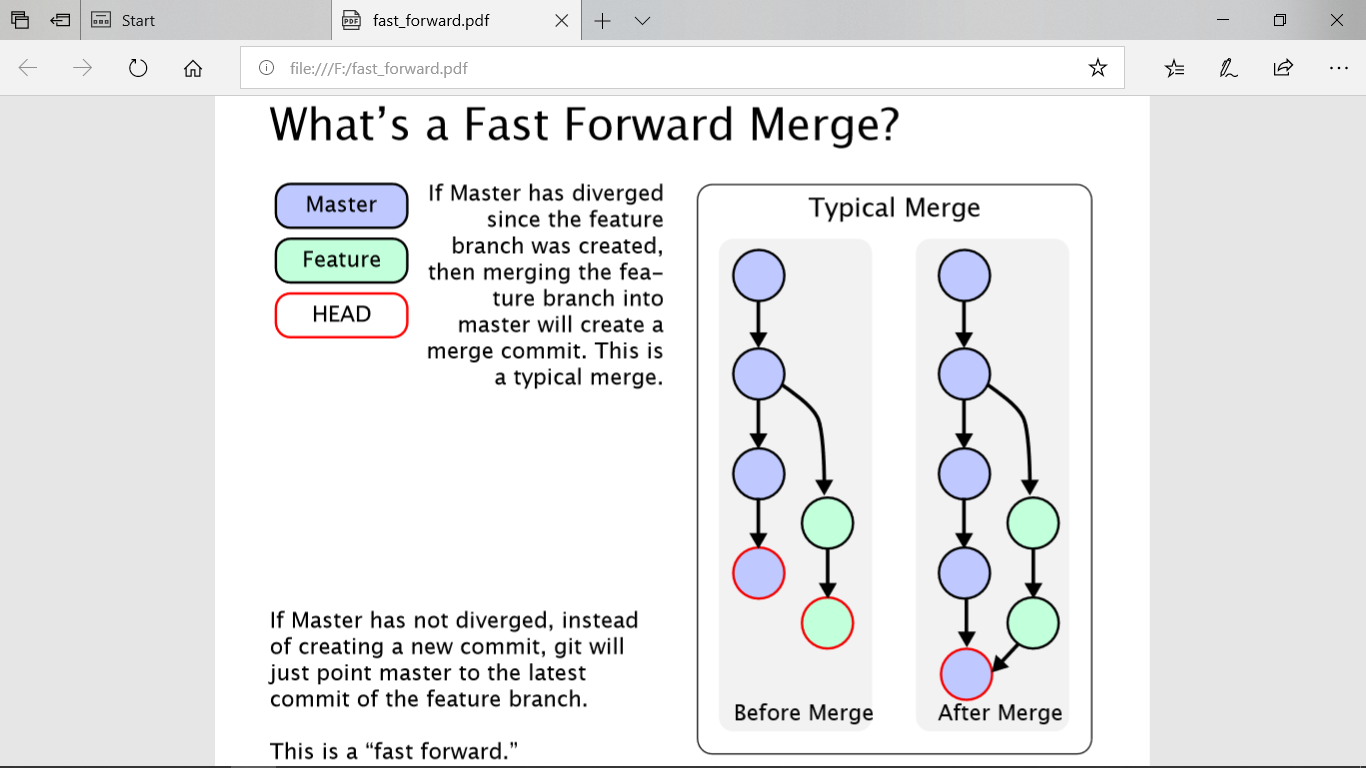 Start
fast_forward.pdf
file:///F:/fast_forward.pdf
What's a Fast Forward Merge?
Master
Feature
HEAD
If Master has diverged
since the feature
branch was created,
then merging the fea-
ture branch into
master will create a
merge commit. This is
a typical merge.
If Master has not diverged, instead
of creating a new commit, git will
just point master to the latest
commit of the feature branch.
This is a “fast forward.”
Typical Merge
Before Merge
After Merge